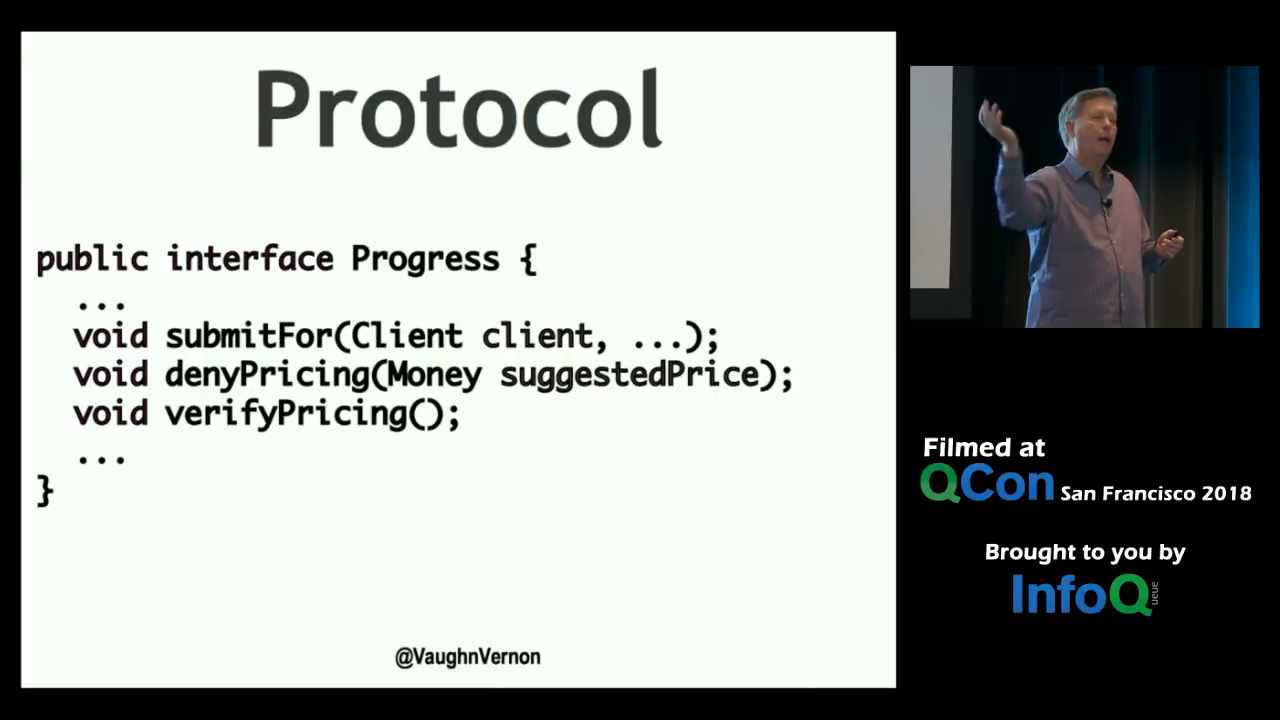 Protocol
public interface Progress {
...
void submitFor(Client client, ...);
void denyPricing(Money suggestedPrice);
void verifyPricing();
...
}
@VaughnVernon
Filmed at
QCon San Francisco 2018
Brought to you by
InfoQ
ueue